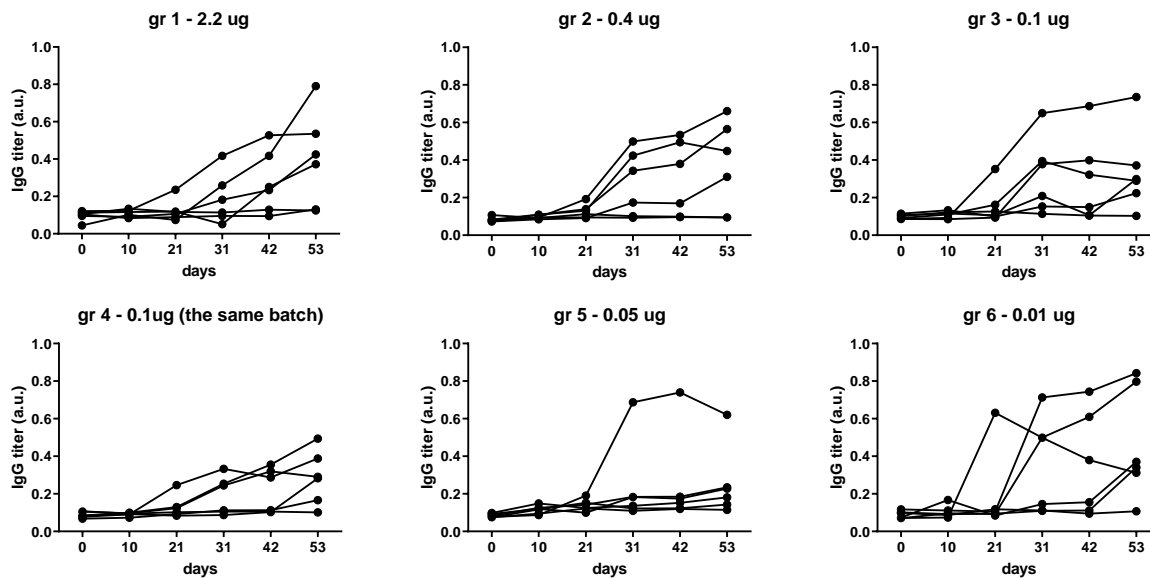 gr 1 - 2.2 ug
1.0
0.8
0.6
0.4
0.2
0.0
IgG titer (a.u.)
0 10 21 31 42 53
days
gr 2 - 0.4 ug
1.0
0.8
0.6
0.4
0.2
0.0
IgG titer (a.u.)
0 10 21 31 42 53
days
gr 3 - 0.1 ug
1.0
0.8
0.6
0.4
0.2
0.0
IgG titer (a.u.)
0 10 21 31 42 53
days
gr 4 - 0.1ug (the same batch)
1.0
0.8
0.6
0.4
0.2
0.0
IgG titer (a.u.)
0 10 21 31 42 53
days
gr 5 - 0.05 ug
1.0
0.8
0.6
0.4
0.2
0.0
IgG titer (a.u.)
0 10 21 31 42 53
days
gr 6 - 0.01 ug
1.0
0.8
0.6
0.4
0.2
0.0
IgG titer (a.u.)
0 10 21 31 42 53
days